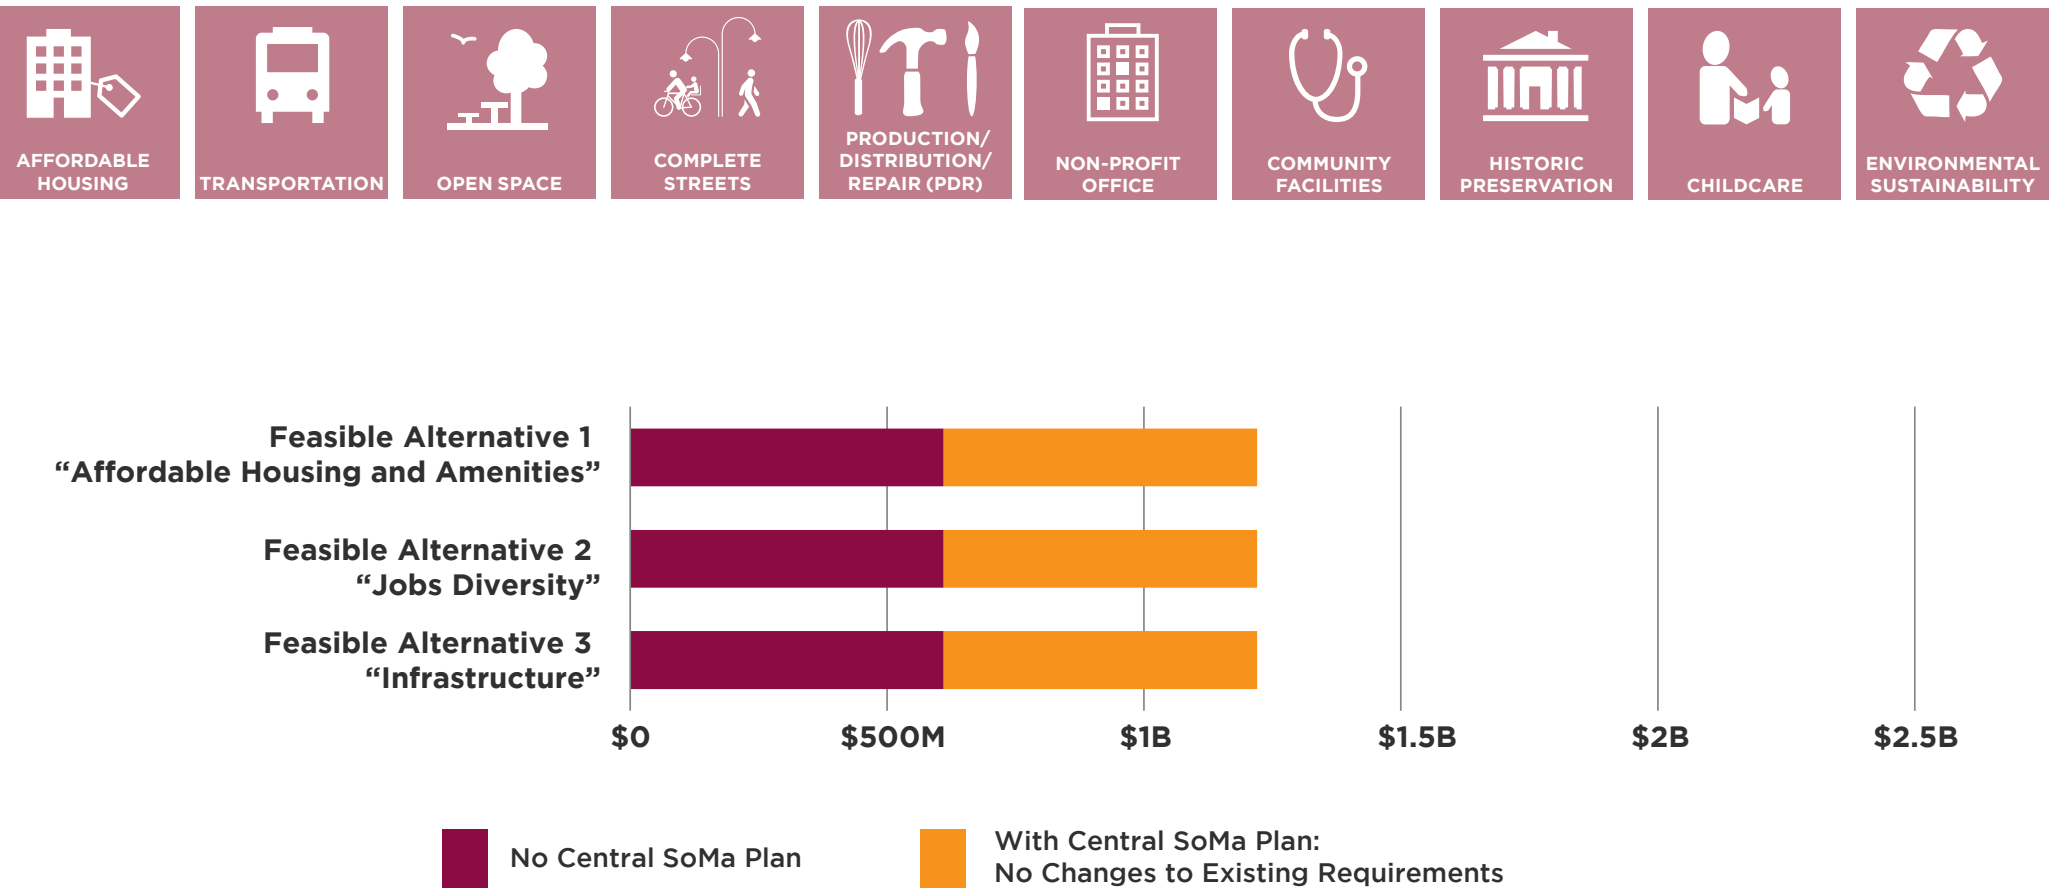 AFFORDABLE
HOUSING
TRANSPORTATION
OPEN SPACE
COMPLETE
STREETS
PRODUCTION/
DISTRIBUTION/
REPAIR (PDR)
NON-PROFIT
OFFICE
COMMUNITY
FACILITIES
HISTORIC
PRESERVATION
CHILDCARE
ENVIRONMENTAL
SUSTAINABILITY
Feasible Alternative 1
“Affordable Housing and Amenities”
Feasible Alternative 2
“Jobs Diversity”
Feasible Alternative 3
“Infrastructure”
$0 $500M $1B $1.5B $2B $2.5B
No Central SoMa Plan
With Central SoMa Plan:
No Changes to Existing Requirements